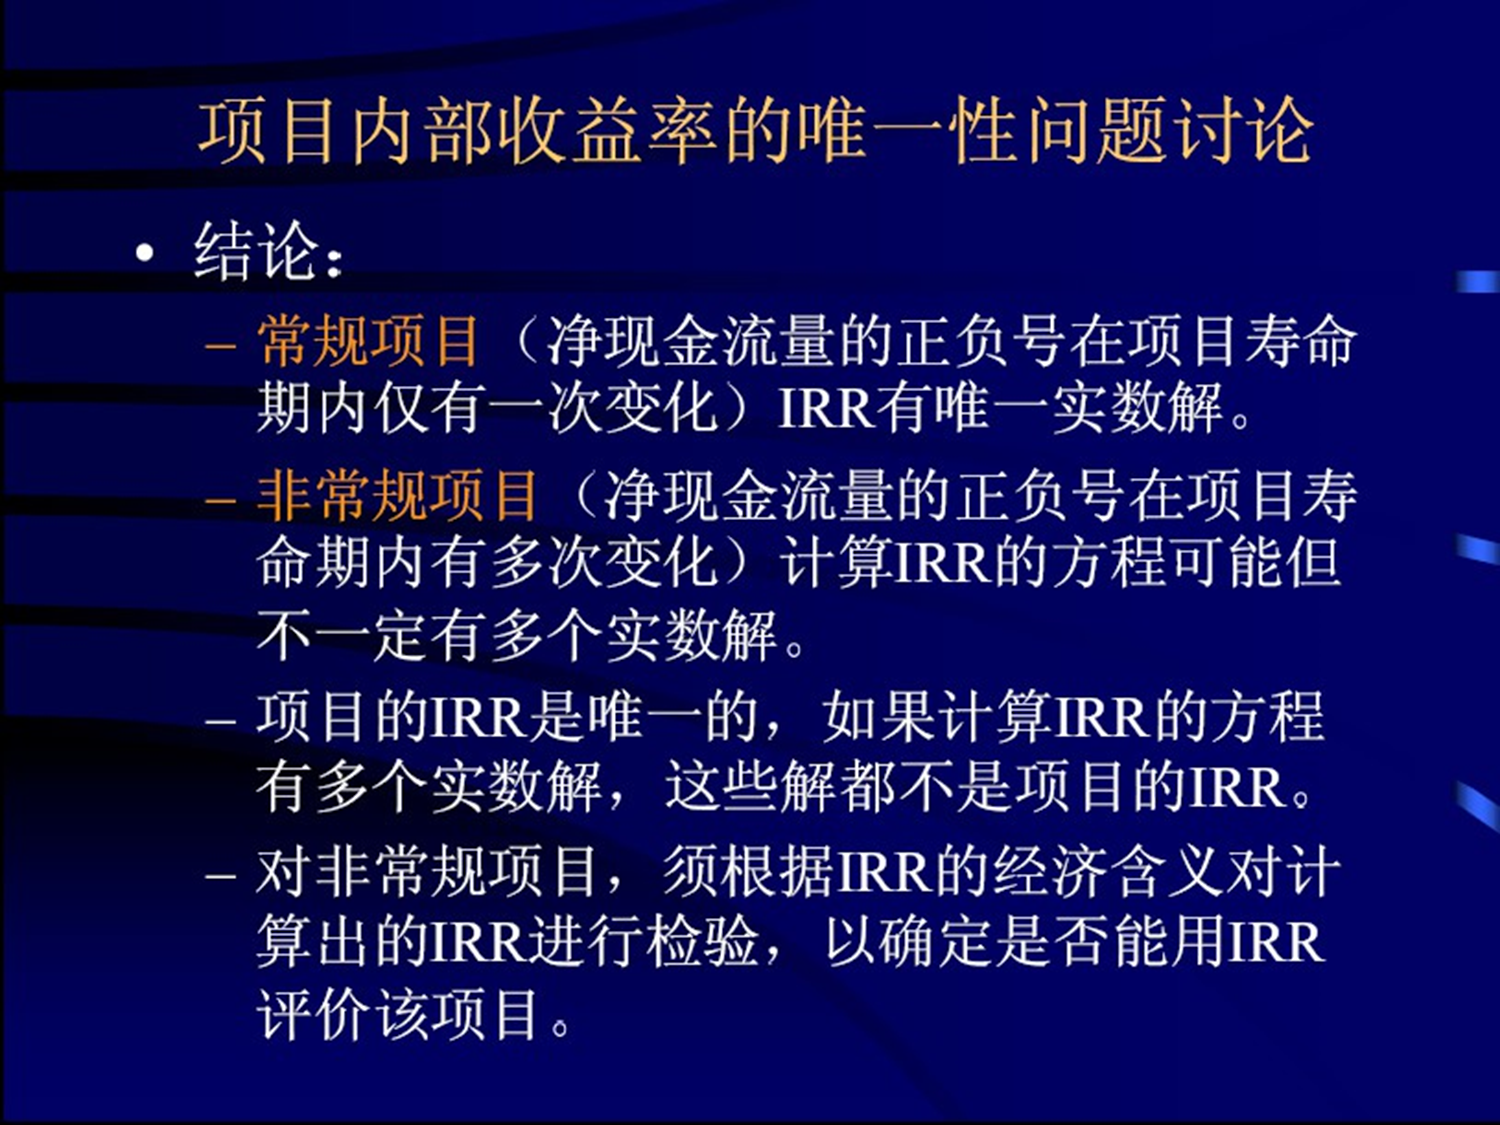 项目内部收益率的唯一性问题讨论
• 结论：
– 常规项目（净现金流量的正负号在项目寿命
期内仅有一次变化）IRR有唯一实数解。
– 非常规项目（净现金流量的正负号在项目寿
命期内有多次变化）计算IRR的方程可能但
不一定有多个实数解。
– 项目的IRR是唯一的，如果计算IRR的方程
有多个实数解，这些解都不是项目的IRR。
– 对非常规项目，须根据IRR的经济含义对计
算出的IRR进行检验，以确定是否能用IRR
评价该项目。